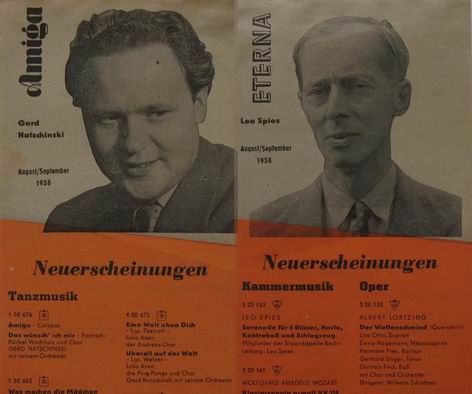 Amiga
Gerd
Natschinski
August/September
1958
Neuerscheinungen
Tanzmusik
1 50 476
Amiga - Calypso
Das wünsch' ich mir - Foxtrott -
Bärbel Wachholz und Chor
GERD NATSCHINSKI
mit seinem Orchester
1 50 462
Was machen die Mädchen
1 50 472
Eine Welt ohne Dich
- Lgs. Foxtrott -
Julia Axen
der Andreas-Chor
Überall auf der Welt
- Lgs. Walzer -
Julia Axen
die Ping-Pongs und Chor
Gerd Natschinski mit seinem Orchester
ETERNA
Leo Spies
August/September
1958
Neuerscheinungen
Kammermusik
5 20 153
LEO SPIES
Serenade für 6 Bläser, Harfe,
Kontrabaß und Schlagzeug
Mitglieder der Staatskapelle Berlin
Leitung: Leo Spies
5 20 161
WOLFGANG AMADEUS MOZART
Oper
5 20 120
ALBERT LORTZING
Der Waffenschmied (Querschnitt)
Lisa Otto, Sopran
Emmy Hagemann, Mezzosopran
Hermann Prey, Bariton
Gerhard Unger, Tenor
Gottlob Frick, Baß
mit Chor und Orchester
Dirigent: Wilhelm Schüchter